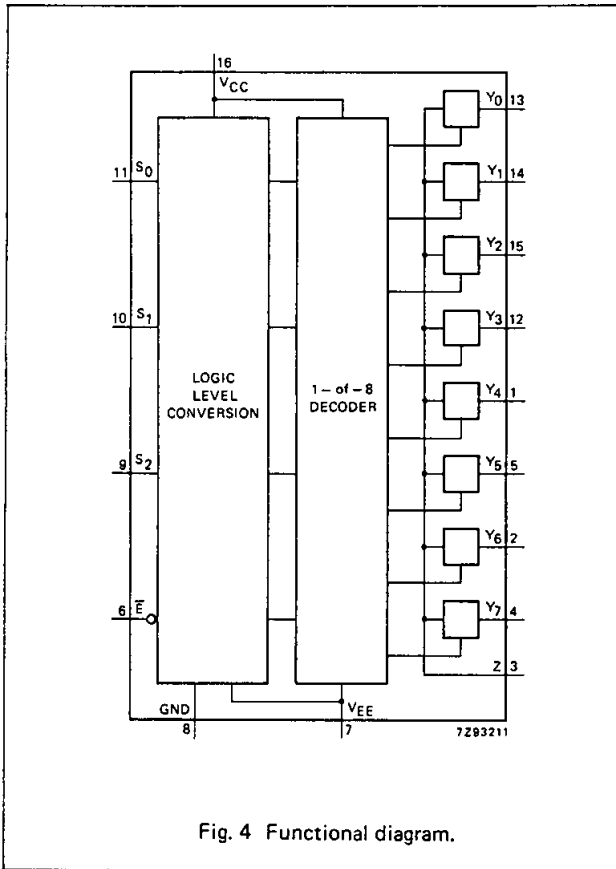 16
VCC
Y0 13
11 S0
Y1 14
Y2 15
10 S1
Y3 12
LOGIC
LEVEL
CONVERSION
1-of-8
DECODER
Y4 1
9 S2
Y5 5
Y6 2
6 E̅
Y7 4
Z 3
GND
VEE
8
7
7Z93211
Fig. 4 Functional diagram.